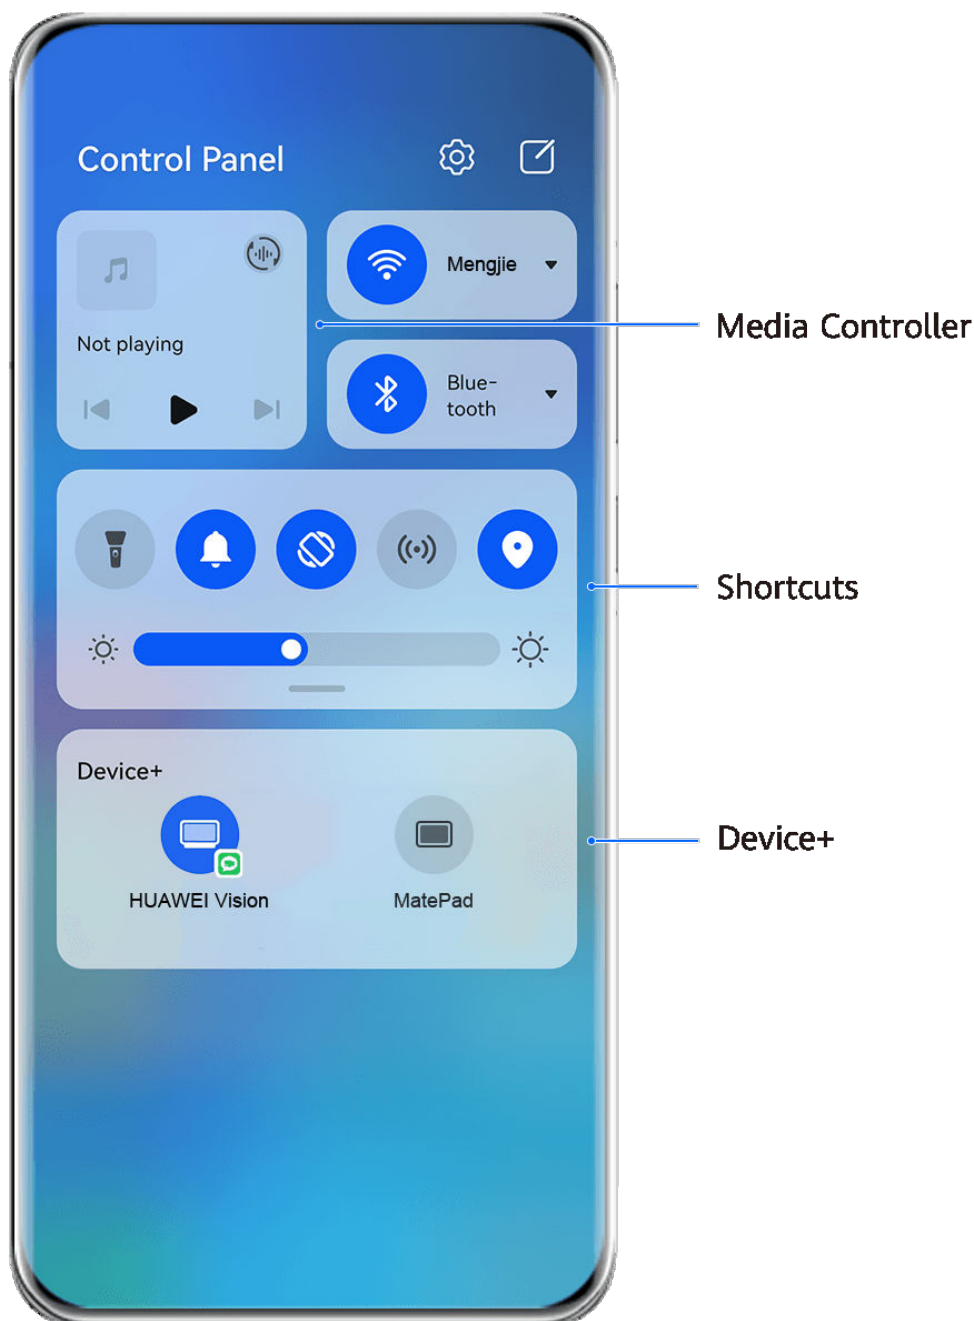 Control Panel
Mengjie
Not playing
Blue-
tooth
Media Controller
Shortcuts
Device+
HUAWEI Vision
MatePad
Device+